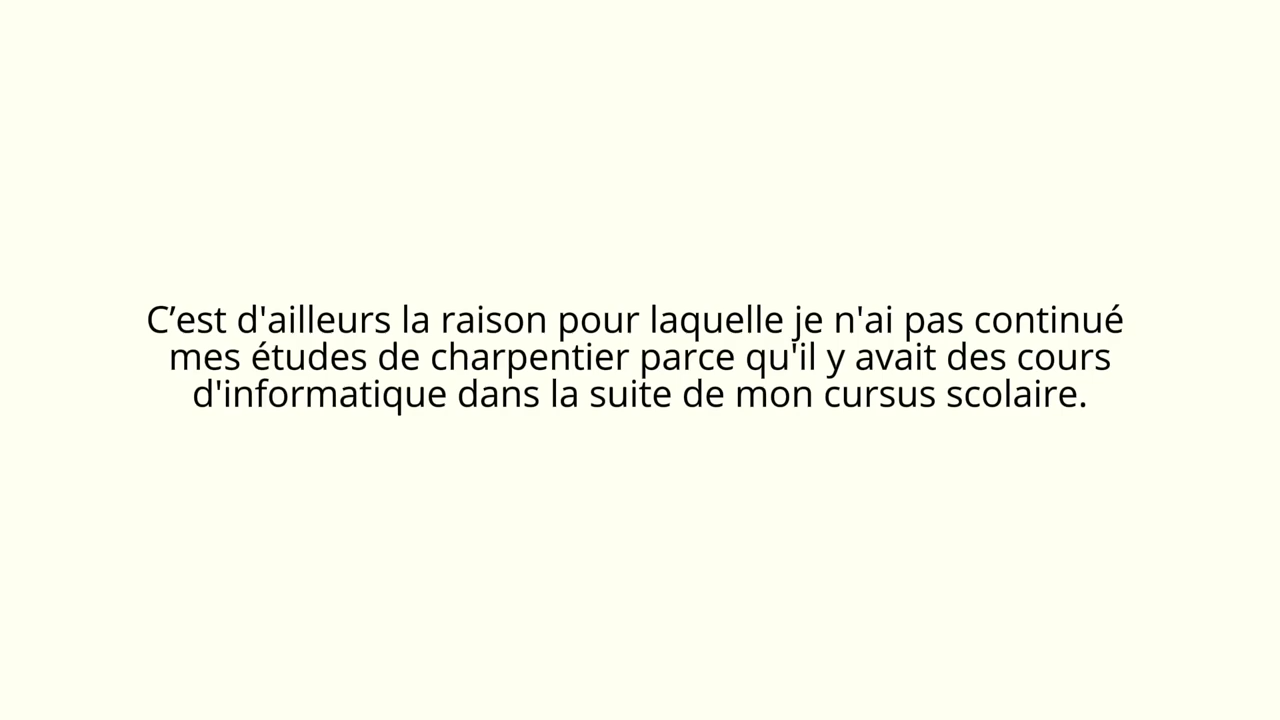 C’est d'ailleurs la raison pour laquelle je n'ai pas continué
mes études de charpentier parce qu'il y avait des cours
d'informatique dans la suite de mon cursus scolaire.